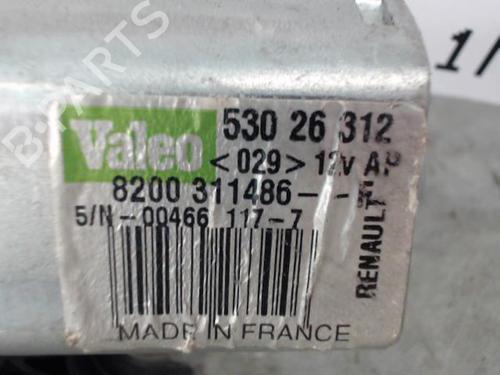 B-PARTS
1/
Valeo
530 26 312
<029> 12v AP
8200 311486--
S/N-00466 117-7
RENAULT
MADE IN FRANCE